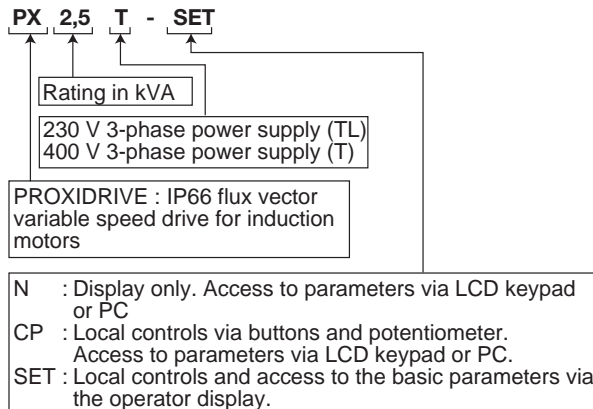 PX 2,5 T - SET
Rating in kVA
230 V 3-phase power supply (TL)
400 V 3-phase power supply (T)
PROXIDRIVE : IP66 flux vector
variable speed drive for induction
motors
N : Display only. Access to parameters via LCD keypad
or PC
CP : Local controls via buttons and potentiometer.
Access to parameters via LCD keypad or PC.
SET : Local controls and access to the basic parameters via
the operator display.